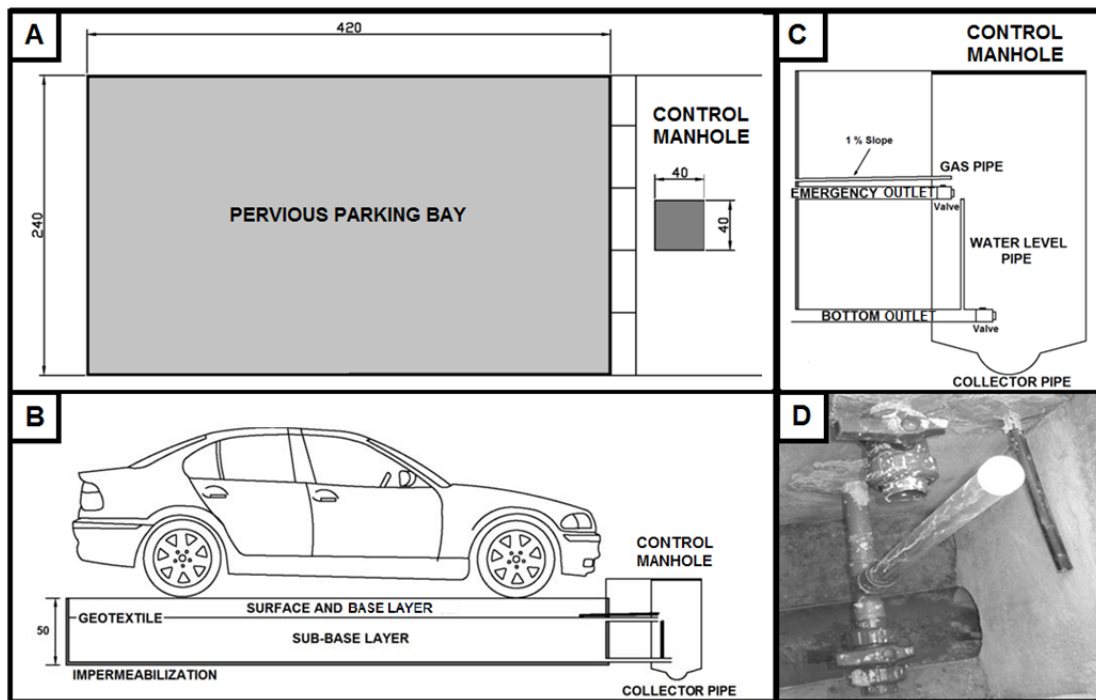 A
420
240
PERVIOUS PARKING BAY
CONTROL
MANHOLE
40
40
B
CONTROL
MANHOLE
50
SURFACE AND BASE LAYER
GEOTEXTILE
SUB-BASE LAYER
IMPERMEABILIZATION
COLLECTOR PIPE
C
CONTROL
MANHOLE
1 % Slope
GAS PIPE
EMERGENCY OUTLET
Valve
WATER LEVEL
PIPE
BOTTOM OUTLET
Valve
COLLECTOR PIPE
D